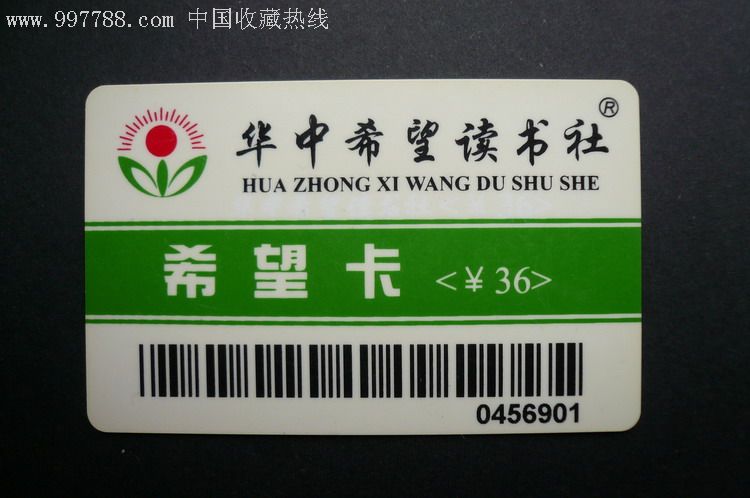 www.997788.com 中国收藏热线
华中希望读书社®
HUA ZHONG XI WANG DU SHU SHE
希望卡 <¥36>
0456901